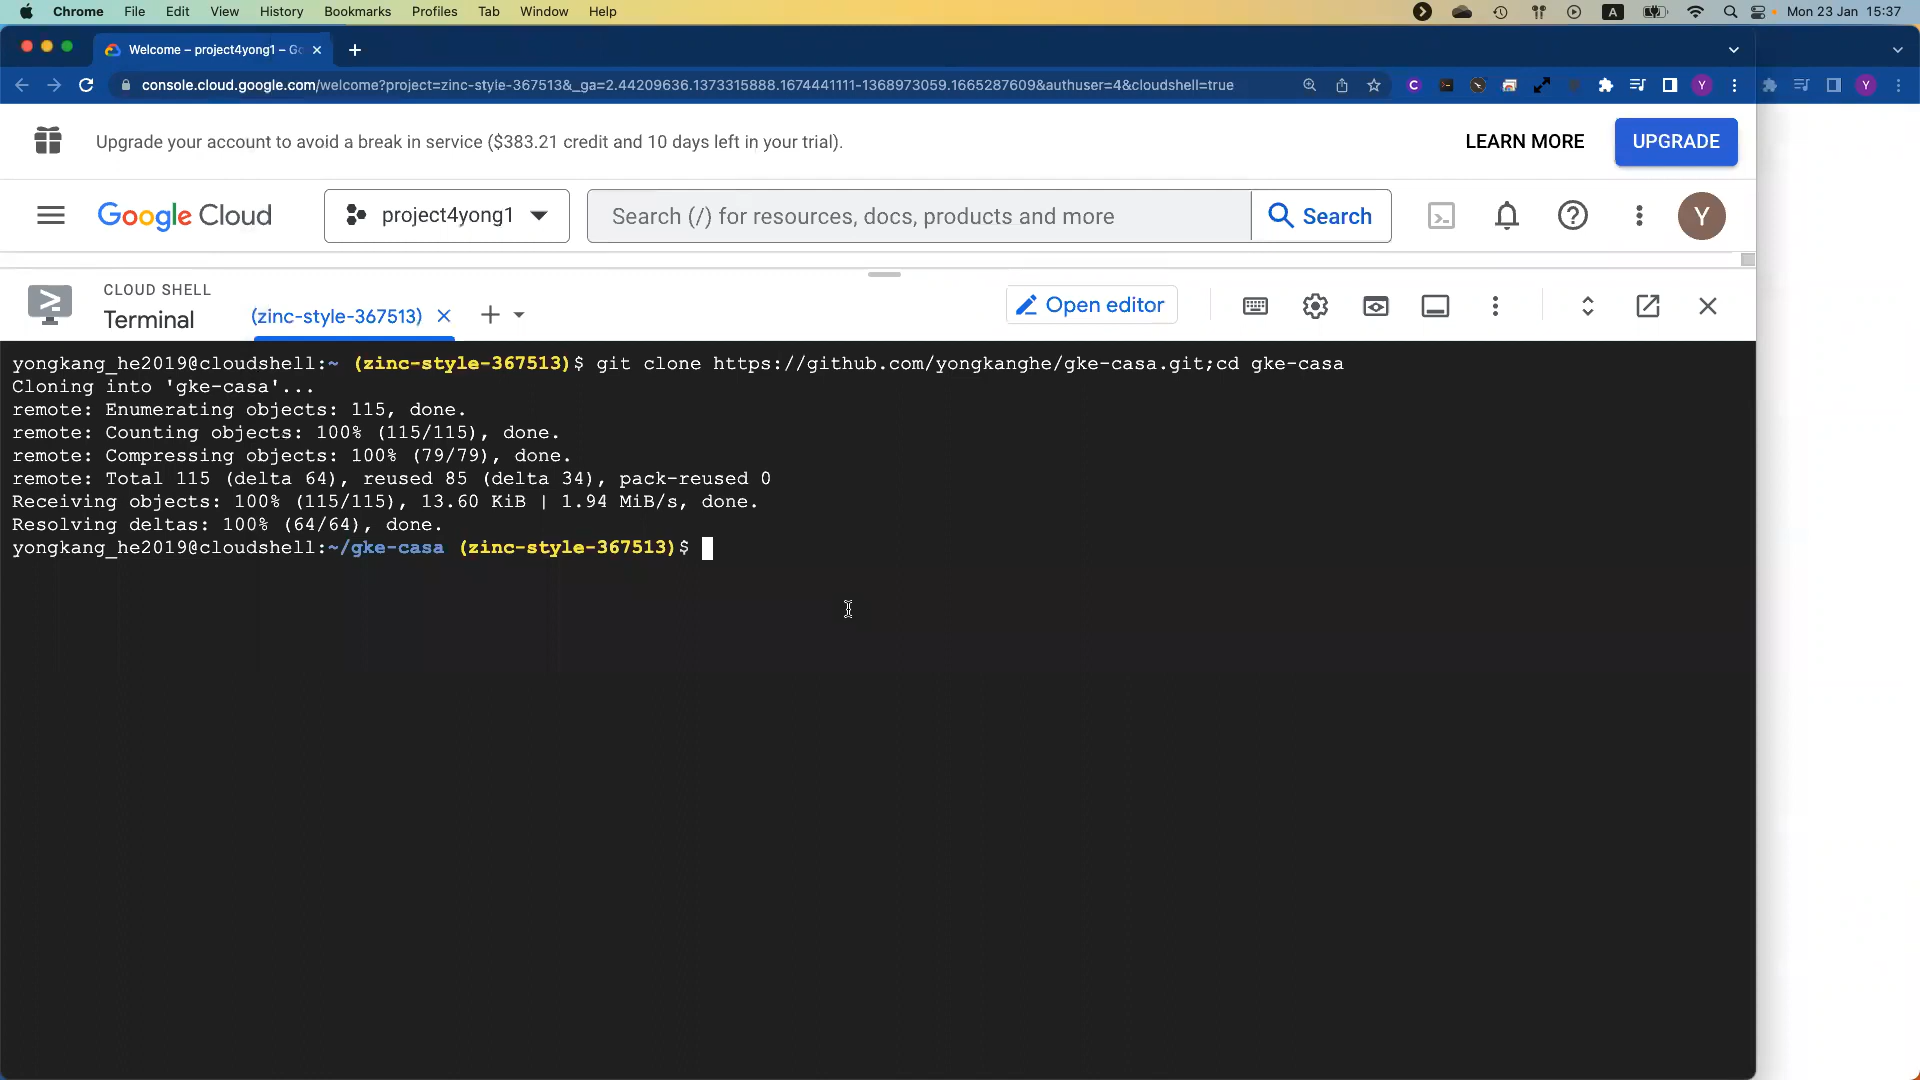 Chrome File Edit View History Bookmarks Profiles Tab Window Help A Mon 23 Jan 15:37
Welcome – project4yong1 – Go
console.cloud.google.com/welcome?project=zinc-style-367513&_ga=2.44209636.1373315888.1674441111-1368973059.1665287609&authuser=4&cloudshell=true C Y Y
Upgrade your account to avoid a break in service ($383.21 credit and 10 days left in your trial). LEARN MORE UPGRADE
Google Cloud project4yong1 Search (/) for resources, docs, products and more Search Y
CLOUD SHELL
Terminal (zinc-style-367513) Open editor
yongkang_he2019@cloudshell:~ (zinc-style-367513)$ git clone https://github.com/yongkanghe/gke-casa.git;cd gke-casa
Cloning into 'gke-casa'...
remote: Enumerating objects: 115, done.
remote: Counting objects: 100% (115/115), done.
remote: Compressing objects: 100% (79/79), done.
remote: Total 115 (delta 64), reused 85 (delta 34), pack-reused 0
Receiving objects: 100% (115/115), 13.60 KiB | 1.94 MiB/s, done.
Resolving deltas: 100% (64/64), done.
yongkang_he2019@cloudshell:~/gke-casa (zinc-style-367513)$